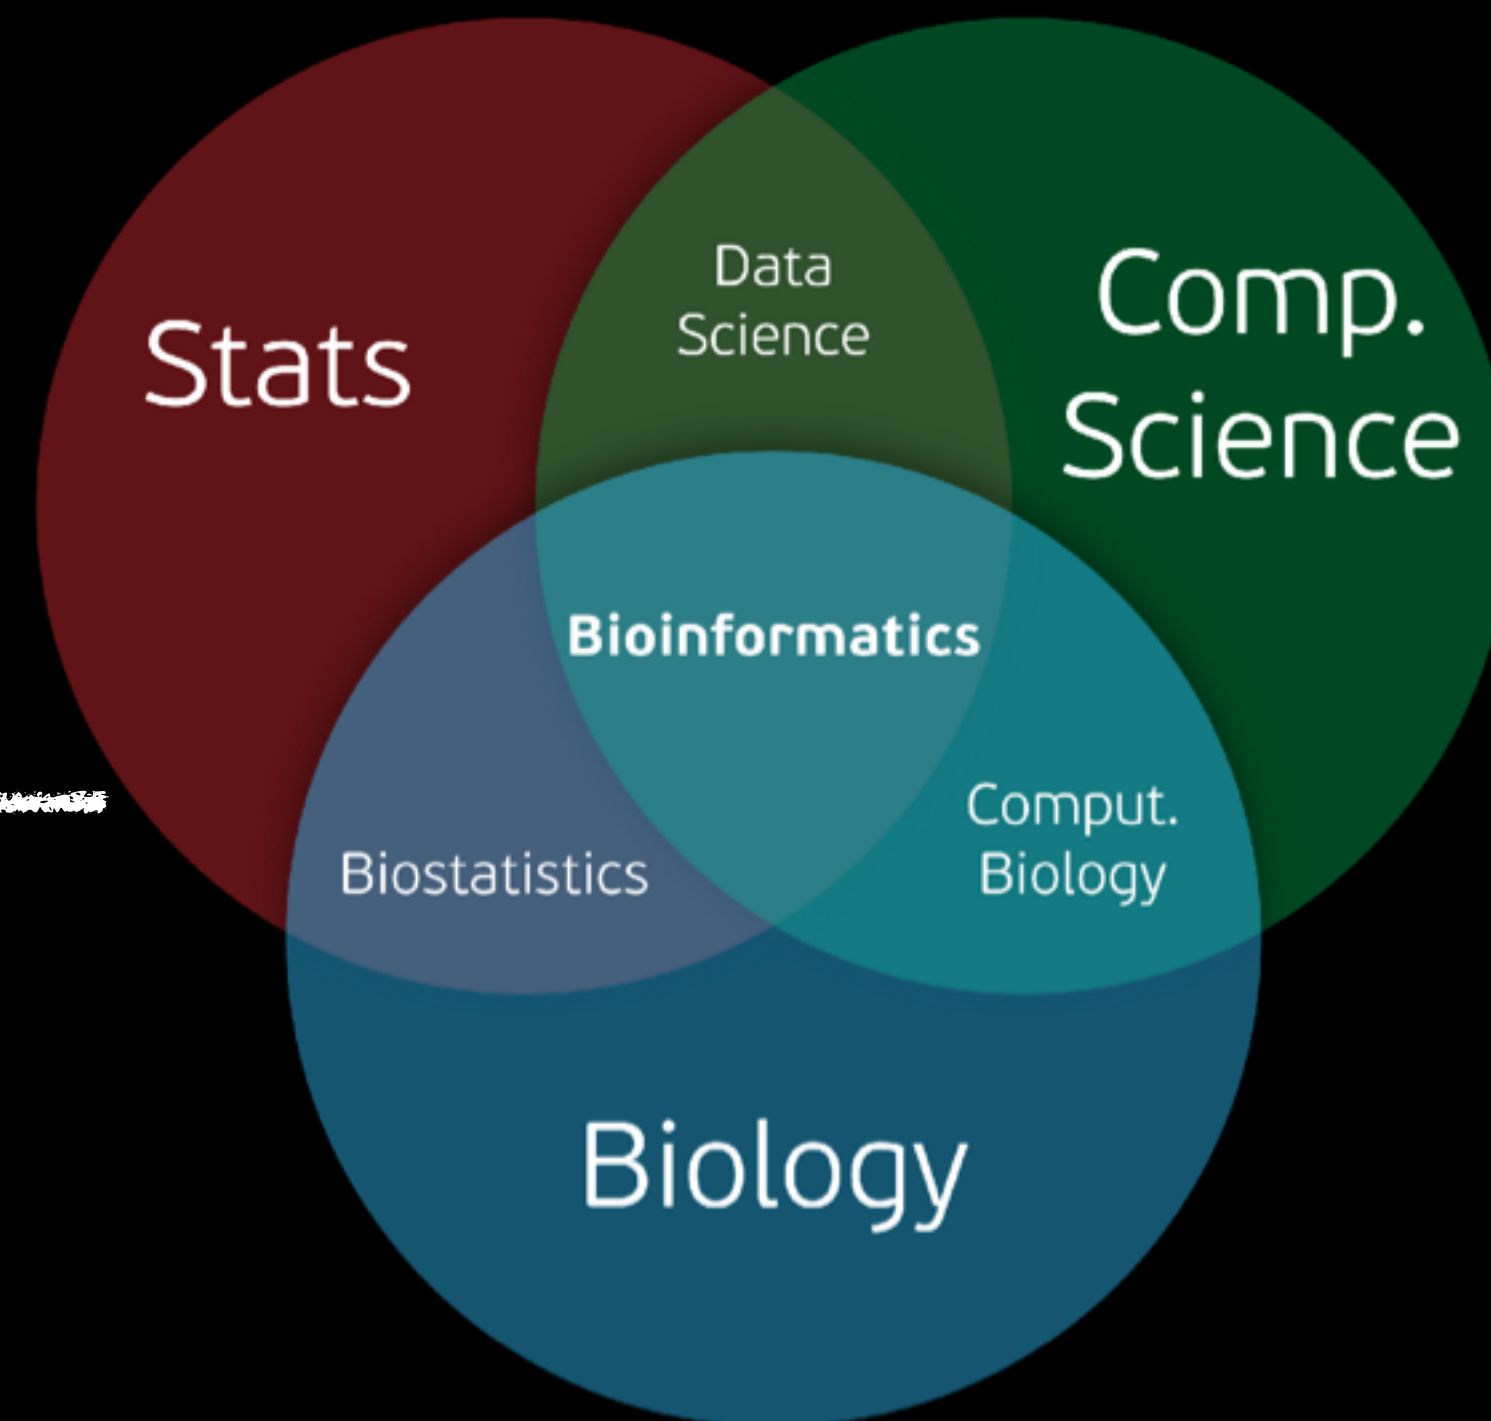 Stats
Data
Science
Comp.
Science
Bioinformatics
Biostatistics
Comput.
Biology
Biology